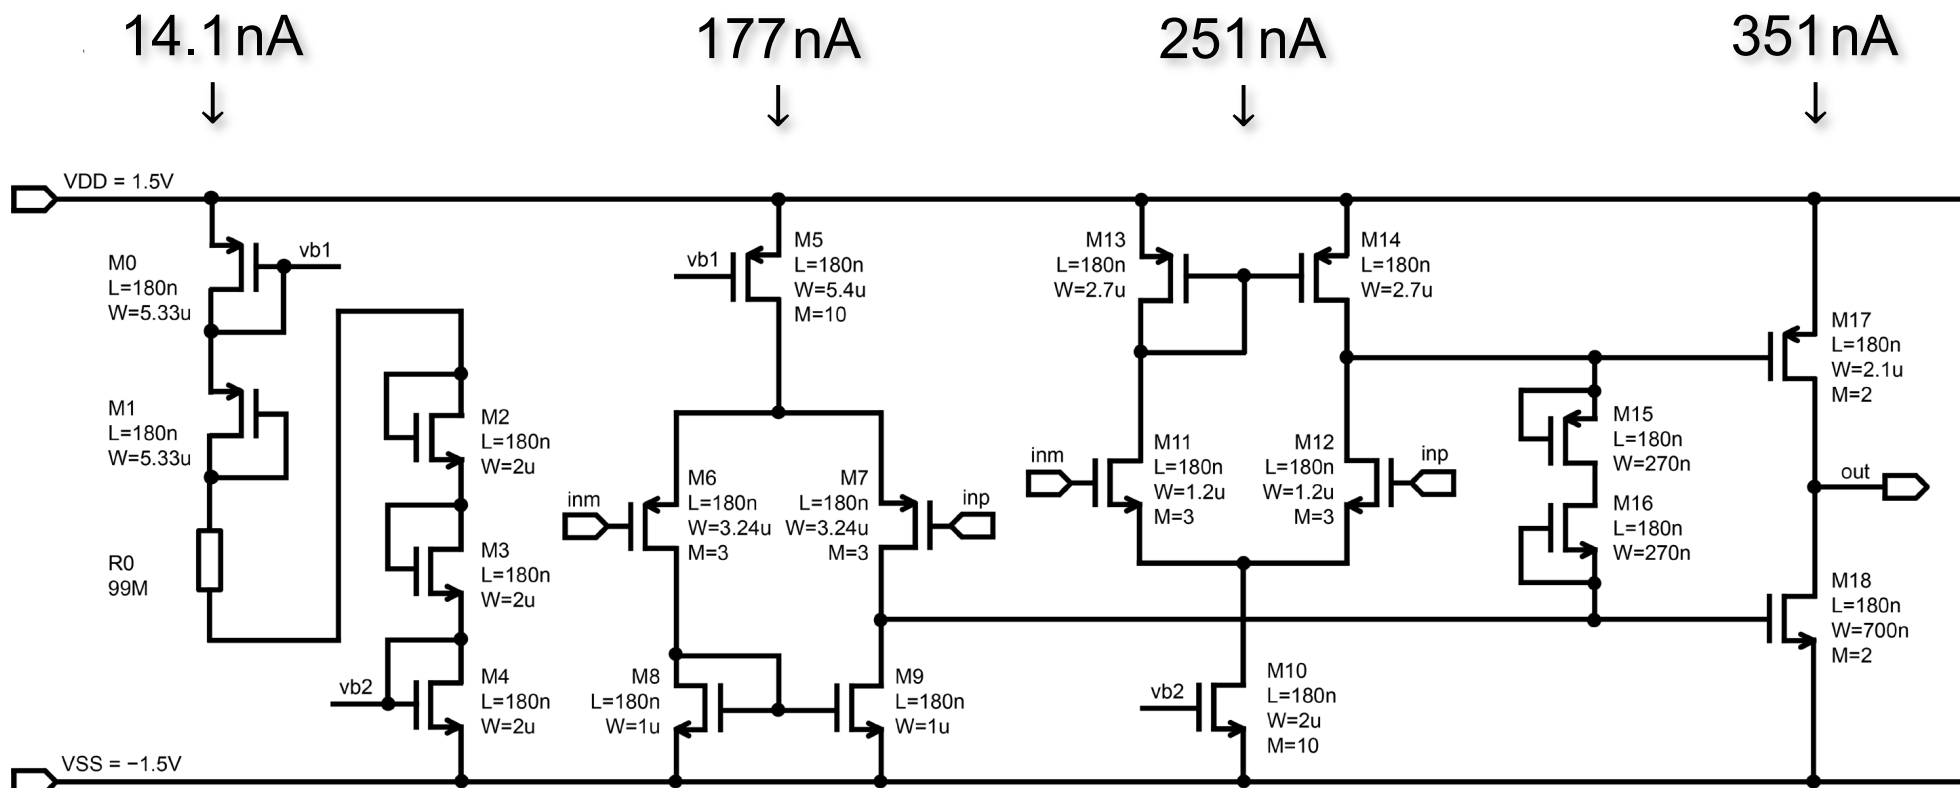 14.1nA
177nA
251nA
351nA
VDD = 1.5V
M0
L=180n
W=5.33u
vb1
M1
L=180n
W=5.33u
R0
99M
M2
L=180n
W=2u
M3
L=180n
W=2u
vb2
M4
L=180n
W=2u
vb1
M5
L=180n
W=5.4u
M=10
inm
M6
L=180n
W=3.24u
M=3
M7
L=180n
W=3.24u
M=3
inp
M8
L=180n
W=1u
M9
L=180n
W=1u
M13
L=180n
W=2.7u
M14
L=180n
W=2.7u
inm
M11
L=180n
W=1.2u
M=3
M12
L=180n
W=1.2u
M=3
inp
vb2
M10
L=180n
W=2u
M=10
M15
L=180n
W=270n
M16
L=180n
W=270n
M17
L=180n
W=2.1u
M=2
out
M18
L=180n
W=700n
M=2
VSS = −1.5V